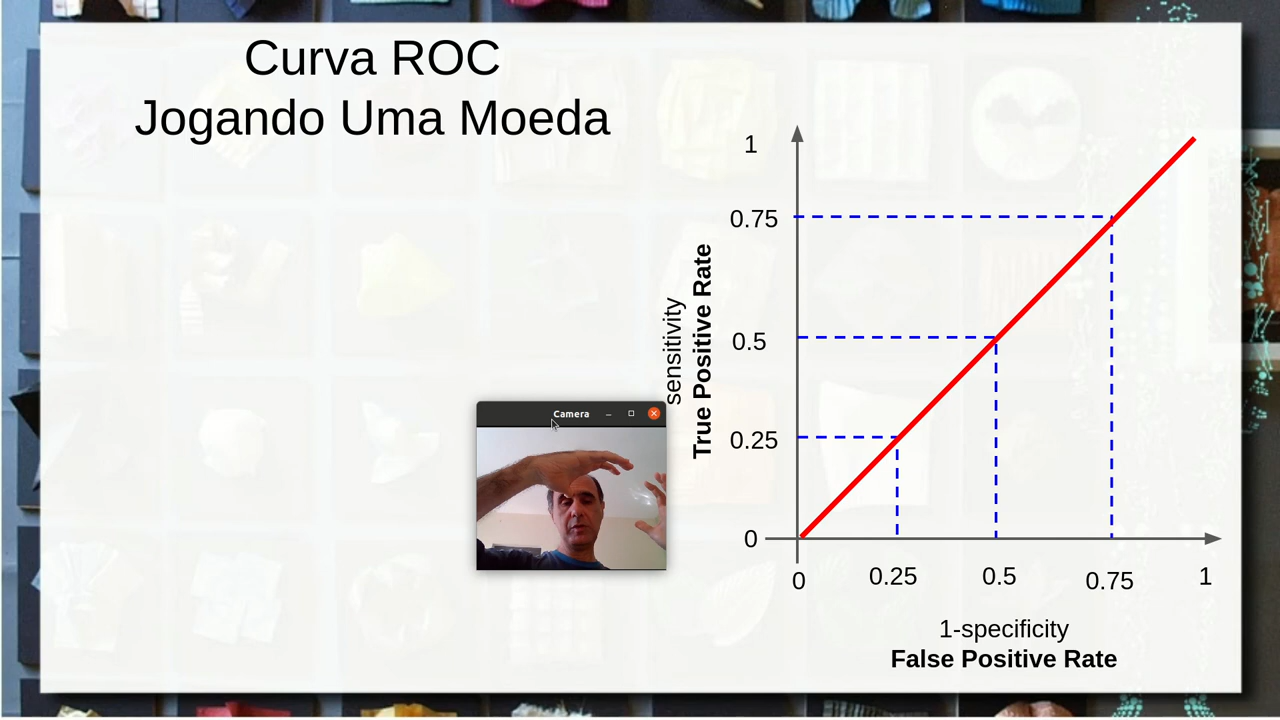 Curva ROC
Jogando Uma Moeda
1
0.75
0.5
0.25
0
sensitivity
True Positive Rate
Camera
0
0.25
0.5
0.75
1
1-specificity
False Positive Rate